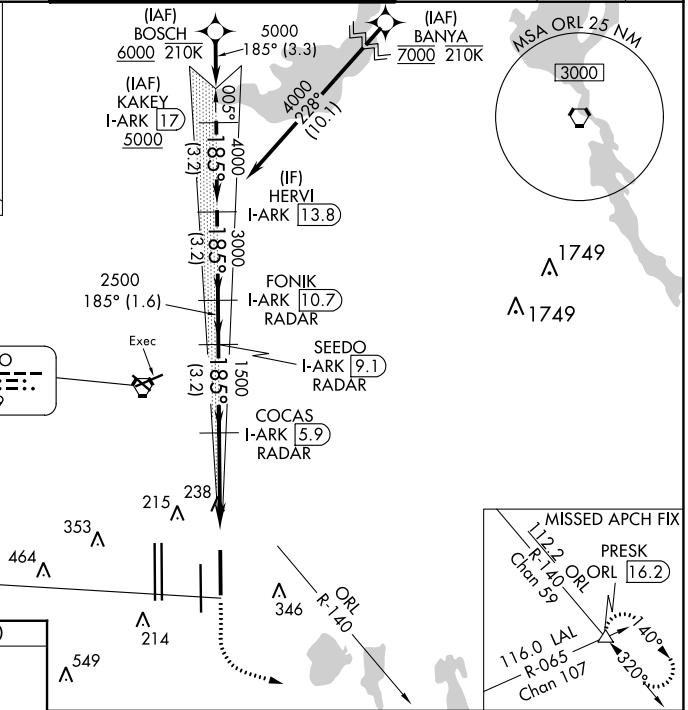 (IAF)
BOSCH
6000 210K
5000
185° (3.3)
(IAF)
BANYA
7000 210K
MSA ORL 25 NM
3000
(IAF)
KAKEY
I-ARK 17
5000
005°
4000
228°
(10.1)
4000
185°
(3.2)
(IF)
HERVI
I-ARK 13.8
3000
185°
(3.2)
1749
1749
2500
185° (1.6)
FONIK
I-ARK 10.7
RADAR
SEEDO
I-ARK 9.1
RADAR
Exec
1500
185°
(3.2)
COCAS
I-ARK 5.9
RADAR
238
215
353
464
214
346
549
ORL
R-140
MISSED APCH FIX
112.2 ORL
R-140
Chan 59
PRESK
ORL 16.2
116.0 LAL
R-065
Chan 107
140°
320°